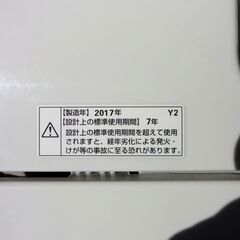 【製造年】2017年 Y2
【設計上の標準使用期間】7年
設計上の標準使用期間を超えて使用
されますと、経年劣化による発火・
けが等の事故に至る恐れがあります。